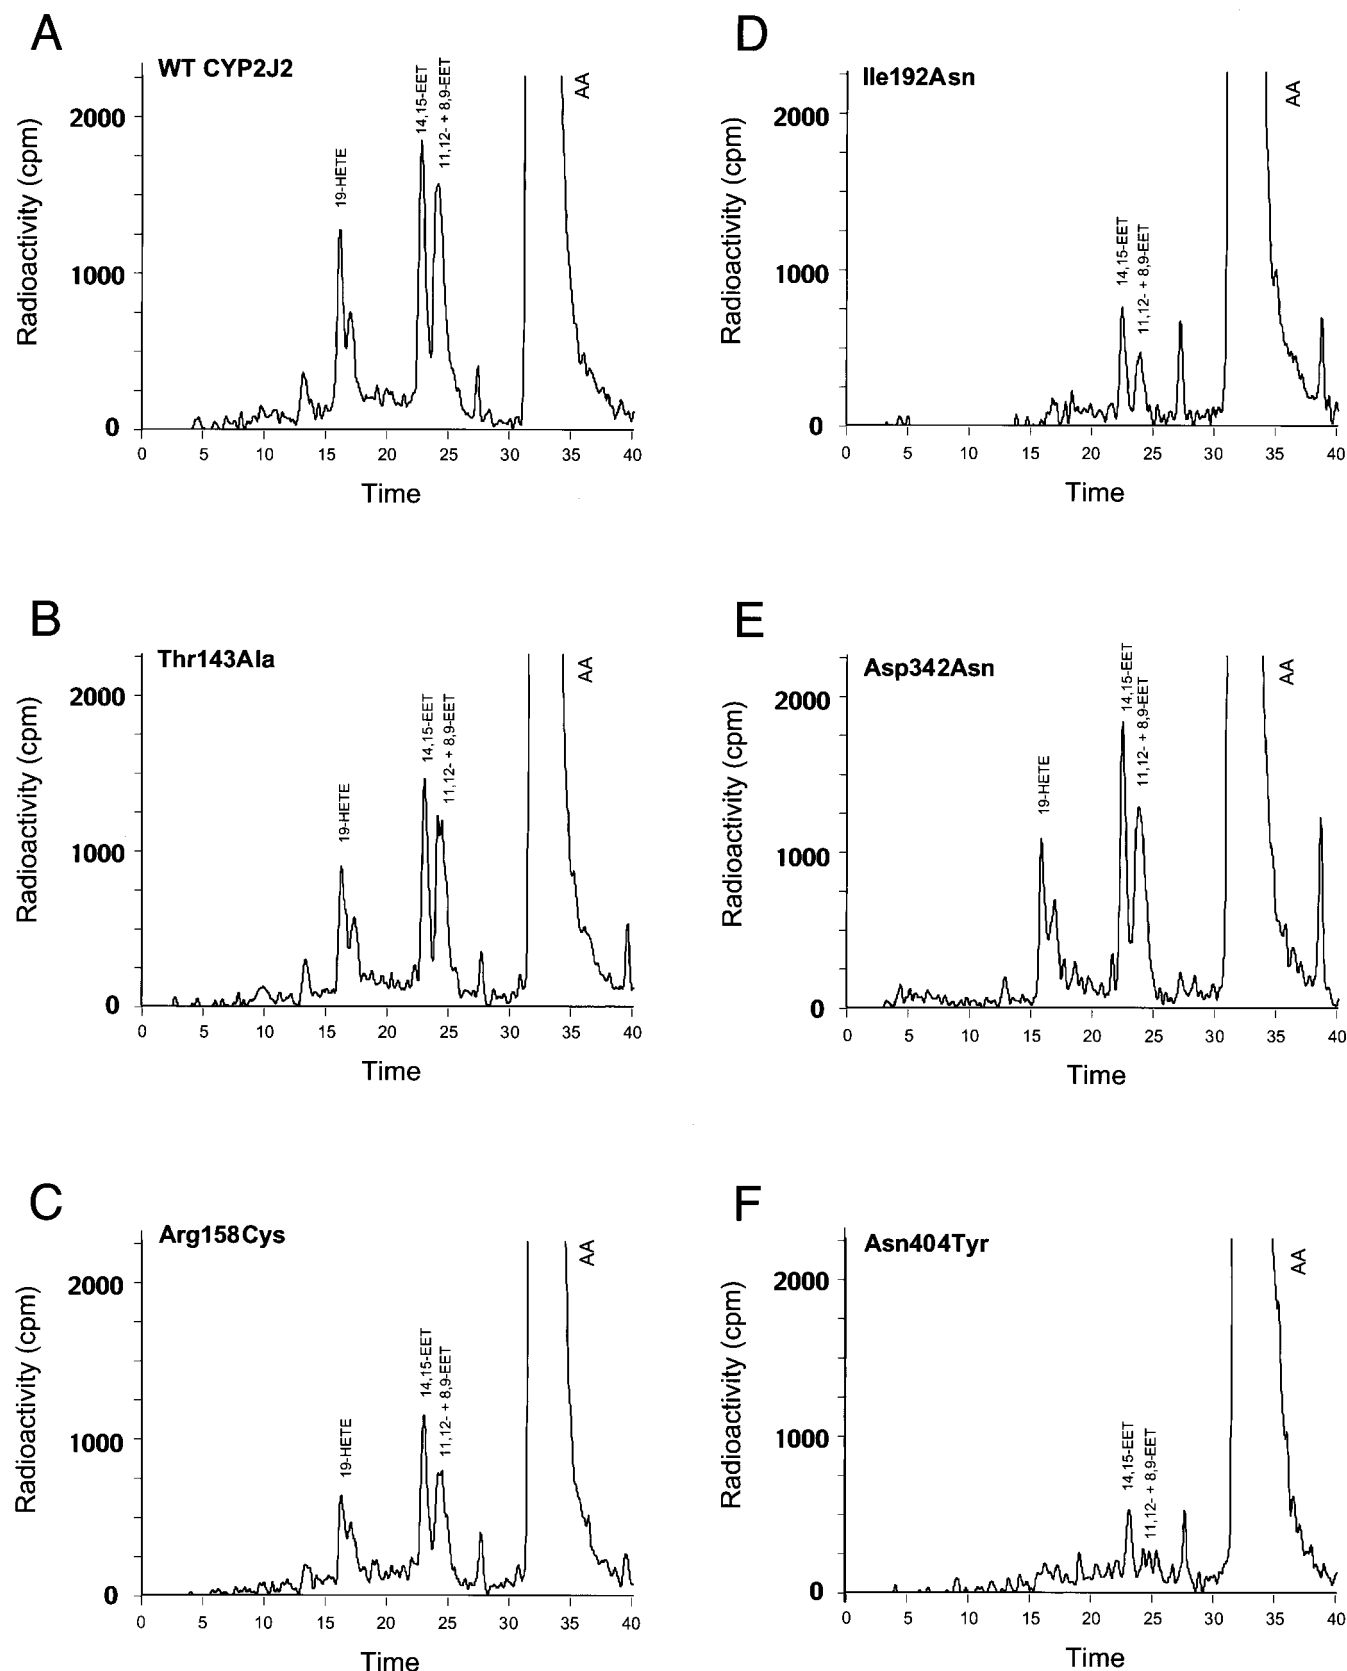 A
WT CYP2J2
Radioactivity (cpm)
2000
1000
0
19-HETE
14,15-EET
11,12- + 8,9-EET
AA
0 5 10 15 20 25 30 35 40
Time
D
Ile192Asn
Radioactivity (cpm)
2000
1000
0
14,15-EET
11,12- + 8,9-EET
AA
0 5 10 15 20 25 30 35 40
Time
B
Thr143Ala
Radioactivity (cpm)
2000
1000
0
19-HETE
14,15-EET
11,12- + 8,9-EET
AA
0 5 10 15 20 25 30 35 40
Time
E
Asp342Asn
Radioactivity (cpm)
2000
1000
0
19-HETE
14,15-EET
11,12- + 8,9-EET
AA
0 5 10 15 20 25 30 35 40
Time
C
Arg158Cys
Radioactivity (cpm)
2000
1000
0
19-HETE
14,15-EET
11,12- + 8,9-EET
AA
0 5 10 15 20 25 30 35 40
Time
F
Asn404Tyr
Radioactivity (cpm)
2000
1000
0
14,15-EET
11,12- + 8,9-EET
AA
0 5 10 15 20 25 30 35 40
Time